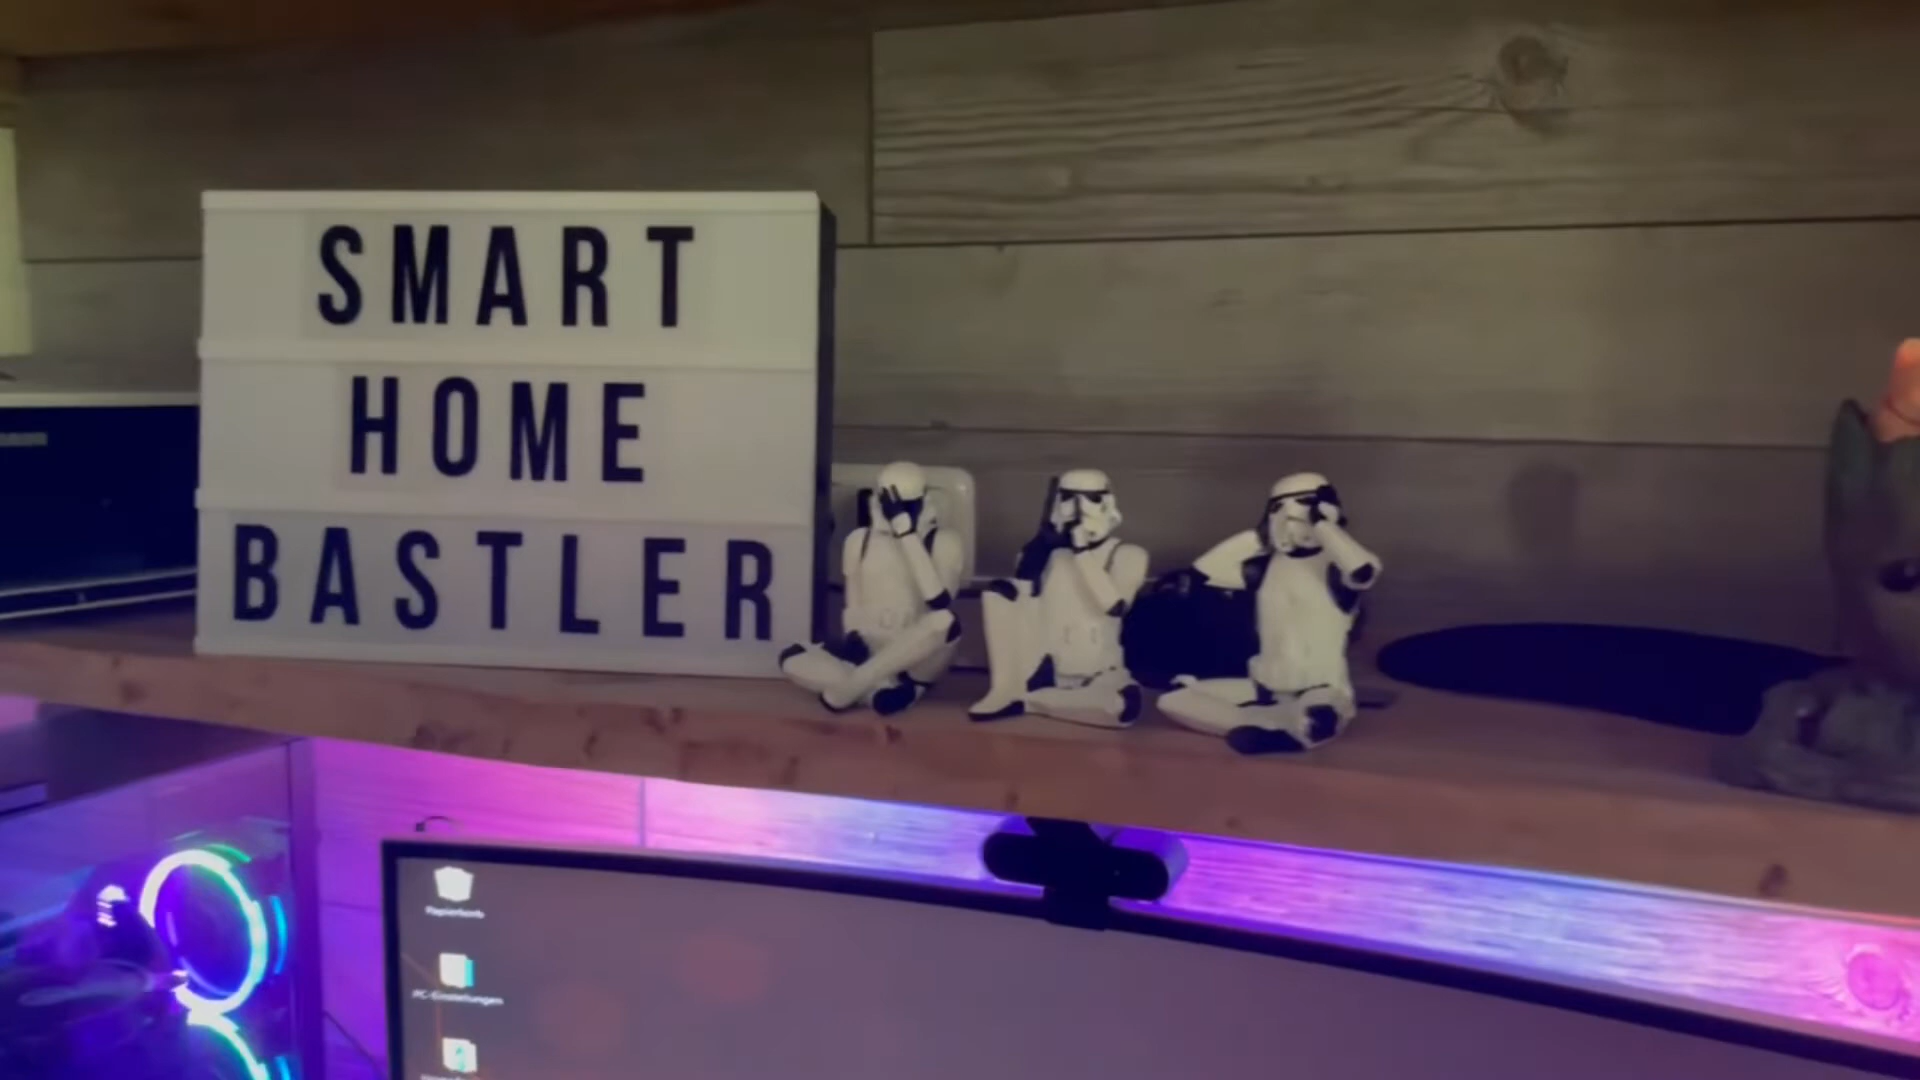 SMART
HOME
BASTLER
Papierkorb
PC-Einstellungen